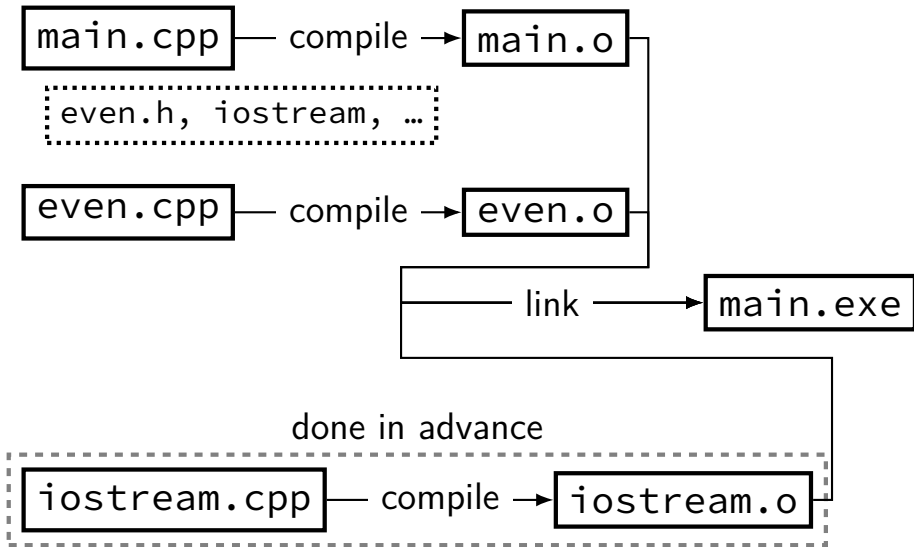 main.cpp compile main.o
even.h, iostream, …
even.cpp compile even.o
link main.exe
done in advance
iostream.cpp compile iostream.o